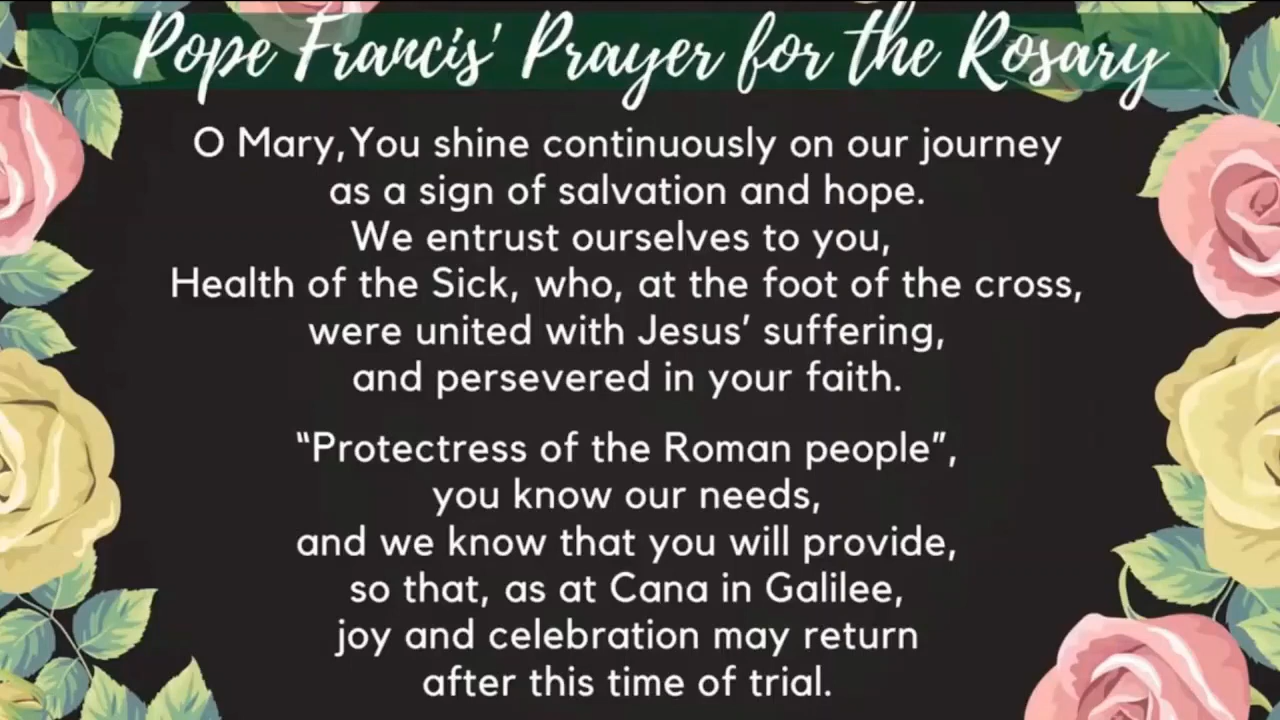 Pope Francis' Prayer for the Rosary
O Mary,You shine continuously on our journey
as a sign of salvation and hope.
We entrust ourselves to you,
Health of the Sick, who, at the foot of the cross,
were united with Jesus’ suffering,
and persevered in your faith.
“Protectress of the Roman people”,
you know our needs,
and we know that you will provide,
so that, as at Cana in Galilee,
joy and celebration may return
after this time of trial.